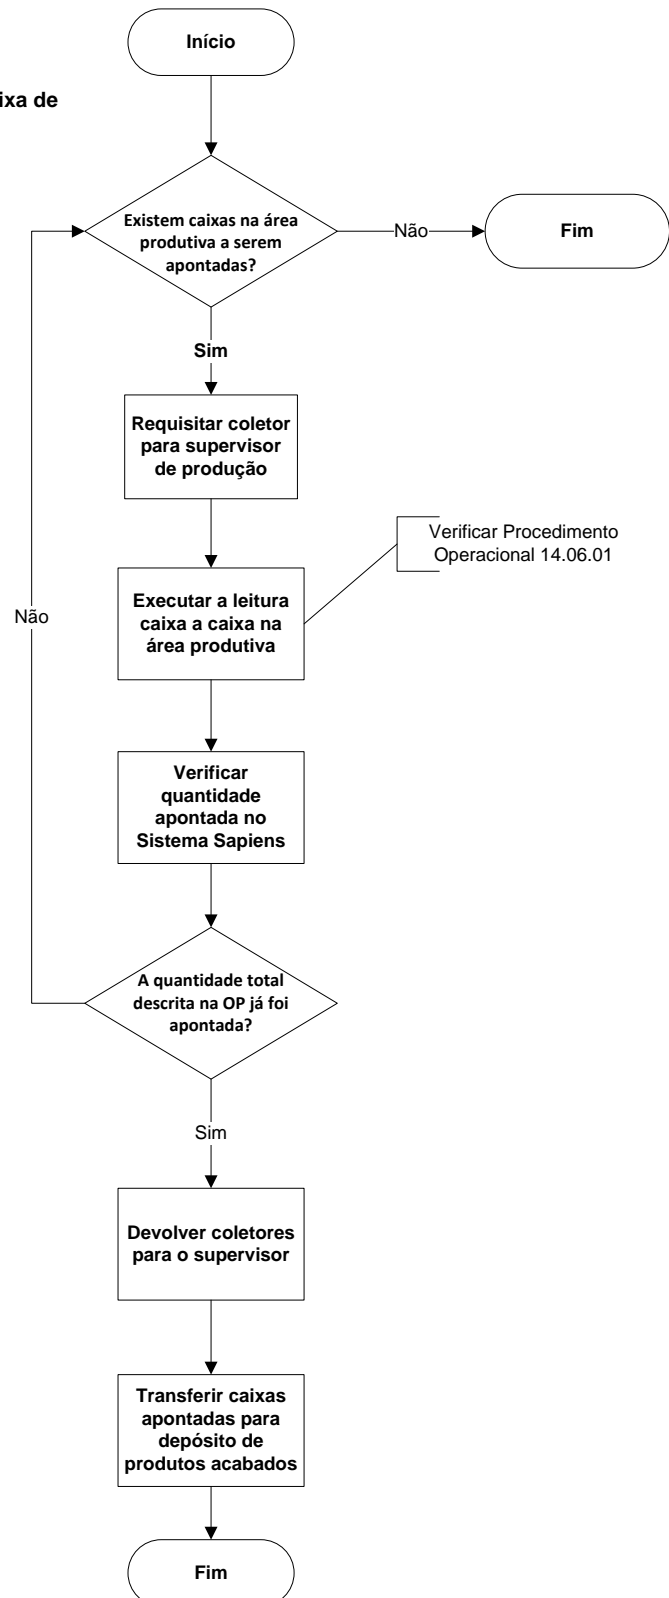 Início
ixa de
Existem caixas na área
produtiva a serem
apontadas?
Não
Fim
Sim
Requisitar coletor
para supervisor
de produção
Verificar Procedimento
Operacional 14.06.01
Executar a leitura
caixa a caixa na
área produtiva
Não
Verificar
quantidade
apontada no
Sistema Sapiens
A quantidade total
descrita na OP já foi
apontada?
Sim
Devolver coletores
para o supervisor
Transferir caixas
apontadas para
depósito de
produtos acabados
Fim